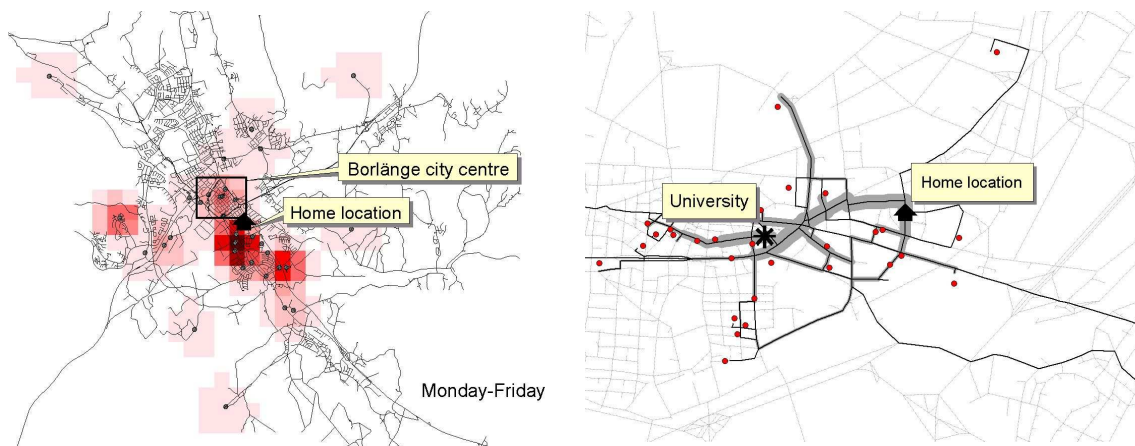 Borlänge city centre
Home location
Monday-Friday
University
Home location